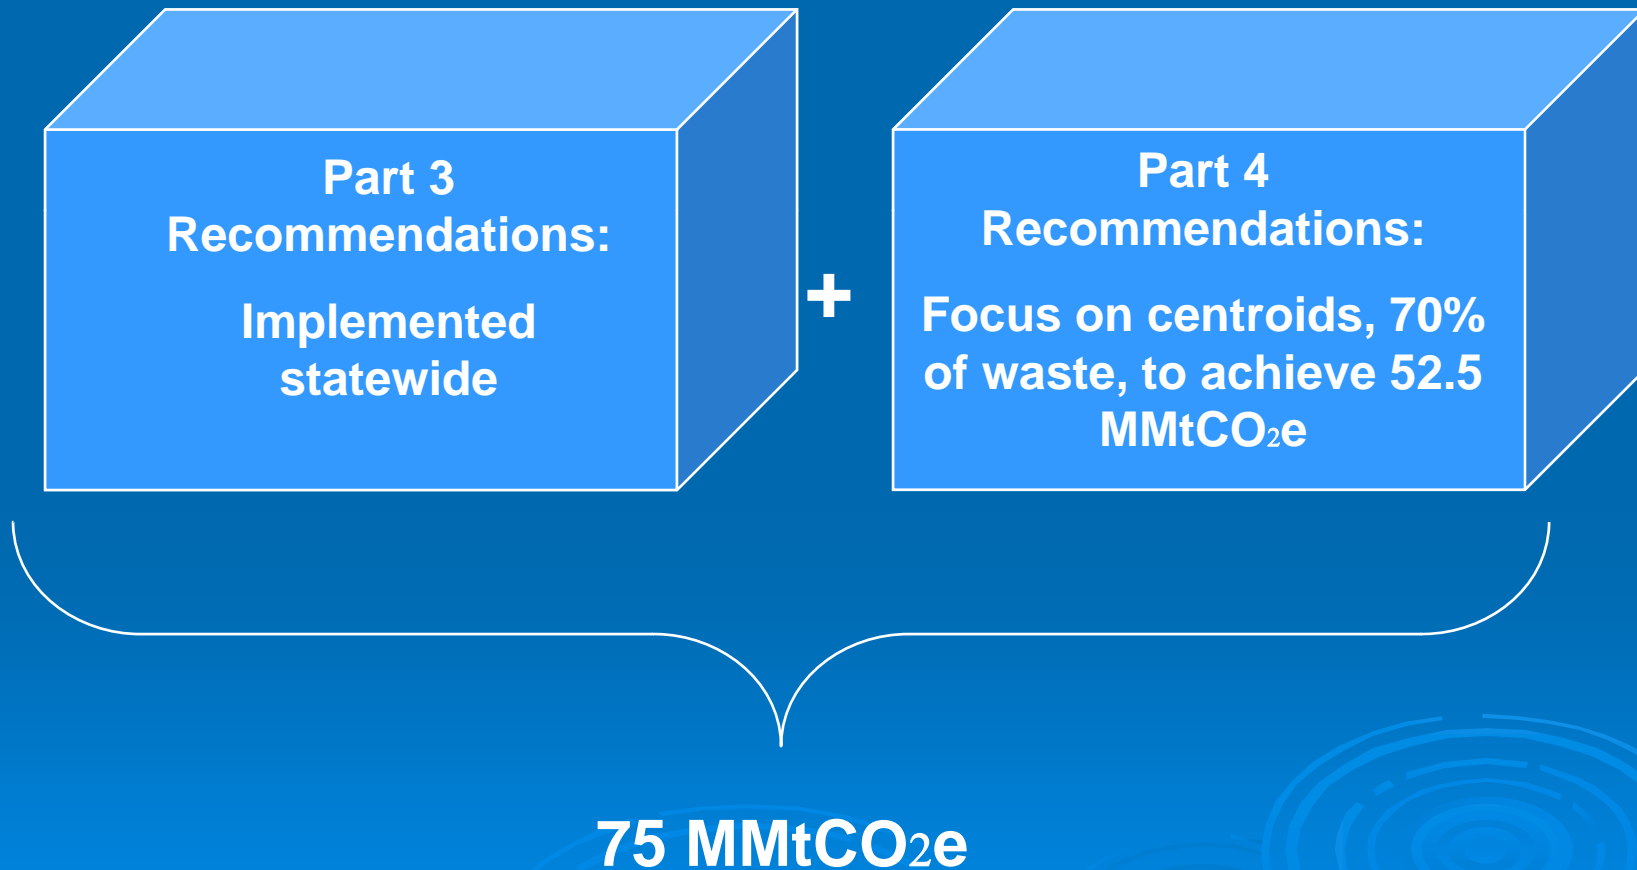 Part 3
Recommendations:
Implemented
statewide
+
Part 4
Recommendations:
Focus on centroids, 70%
of waste, to achieve 52.5
MMtCO₂e
75 MMtCO₂e